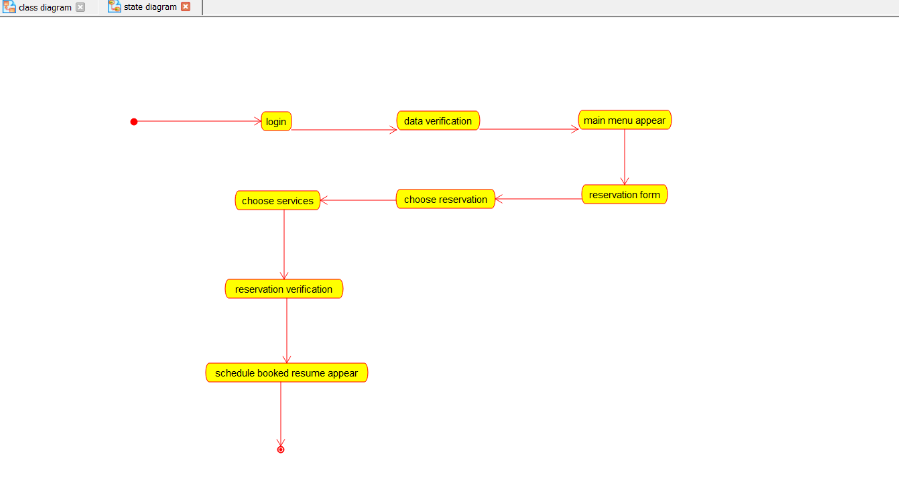 class diagram
state diagram
login
data verification
main menu appear
reservation form
choose reservation
choose services
reservation verification
schedule booked resume appear